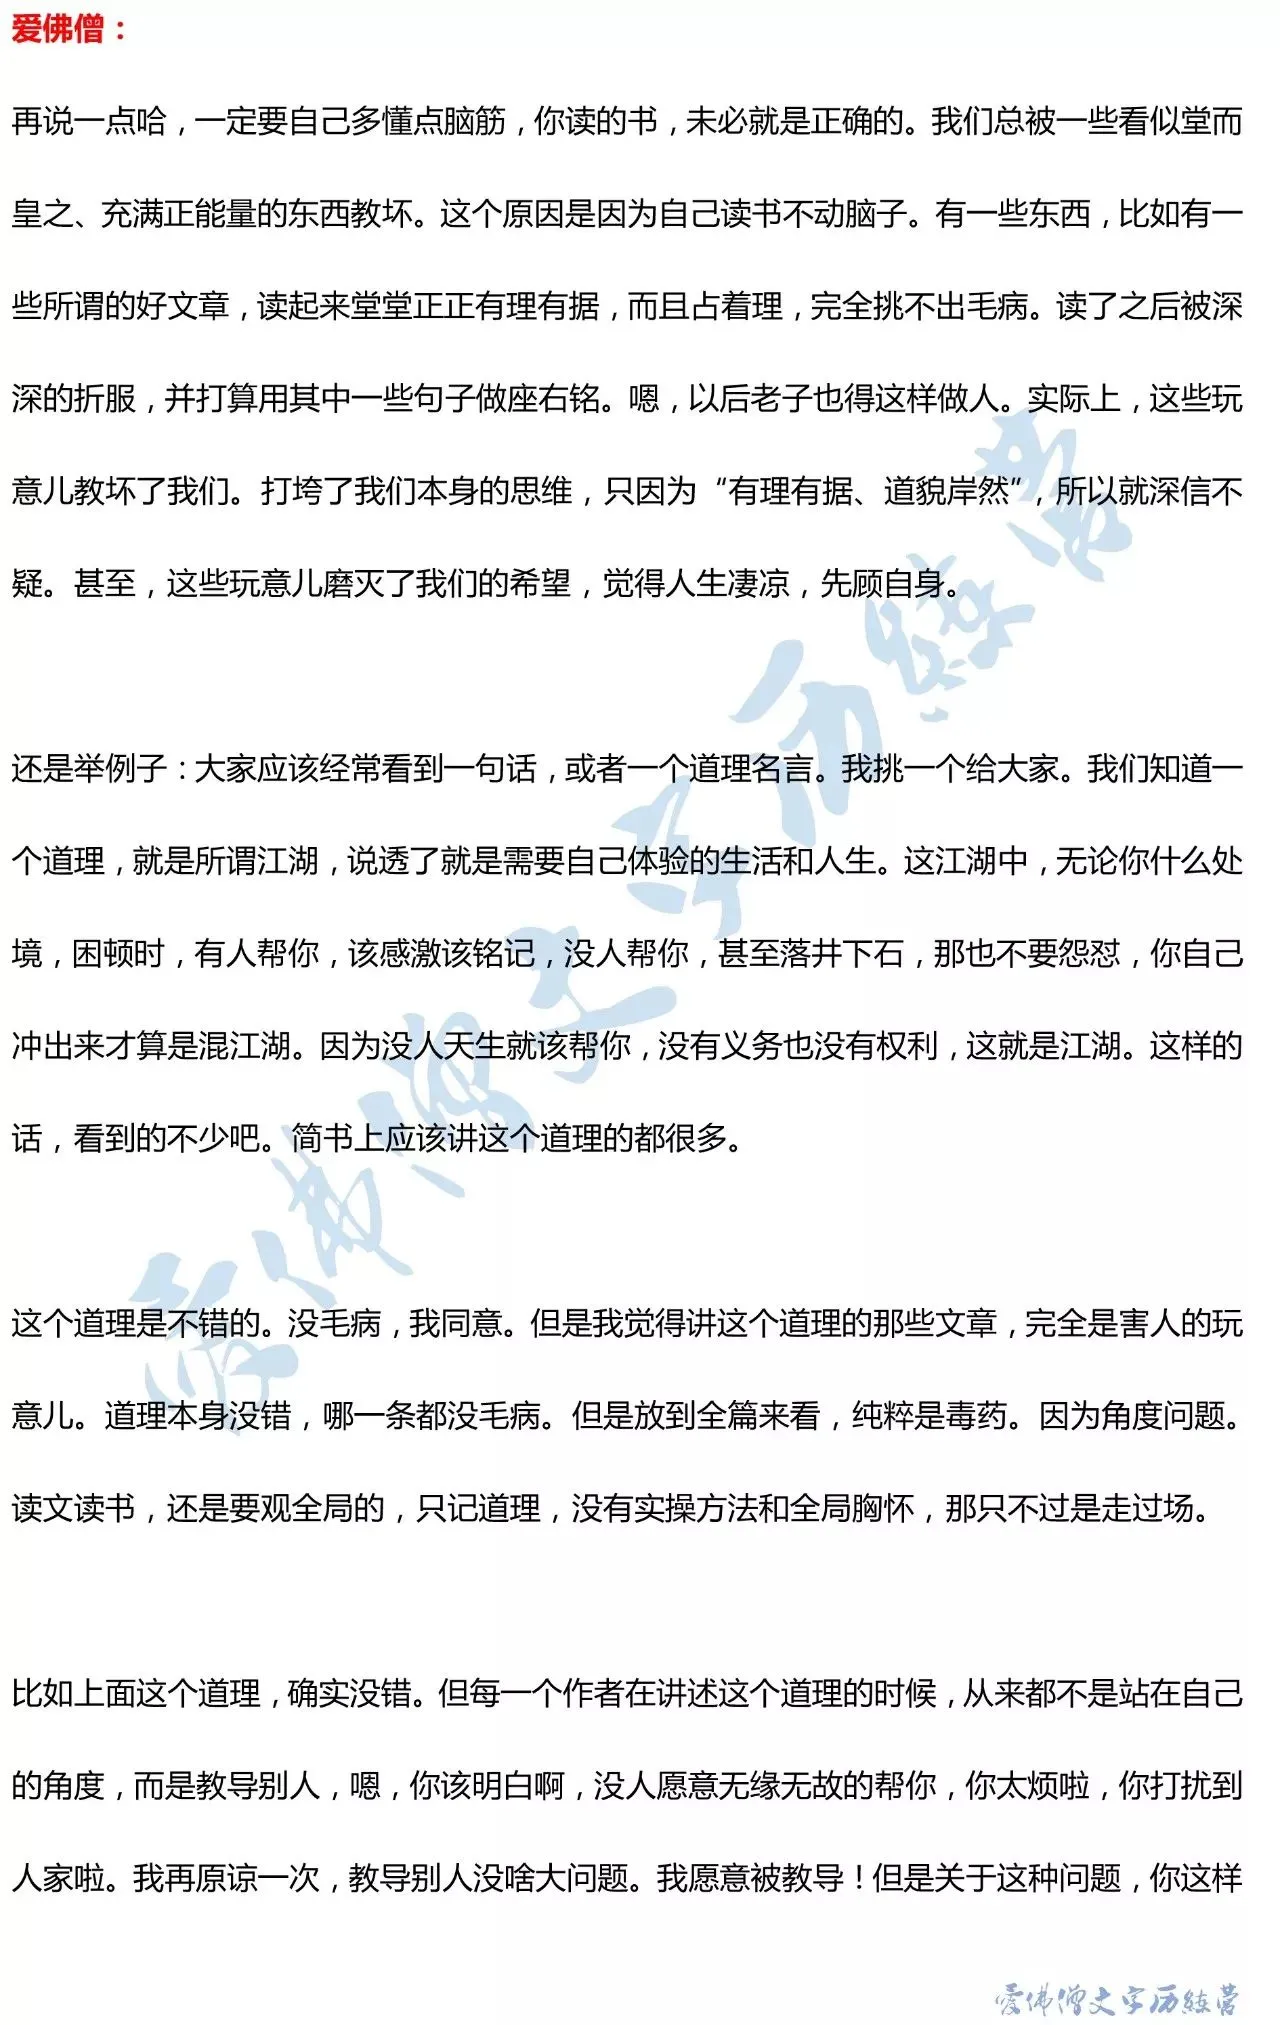 爱佛僧：
再说一点哈，一定要自己多懂点脑筋，你读的书，未必就是正确的。我们总被一些看似堂而
皇之、充满正能量的东西教坏。这个原因是因为自己读书不动脑子。有一些东西，比如有一
些所谓的好文章，读起来堂堂正正有理有据，而且占着理，完全挑不出毛病。读了之后被深
深的折服，并打算用其中一些句子做座右铭。嗯，以后老子也得这样做人。实际上，这些玩
意儿教坏了我们。打垮了我们本身的思维，只因为“有理有据、道貌岸然”，所以就深信不
疑。甚至，这些玩意儿磨灭了我们的希望，觉得人生凄凉，先顾自身。
还是举例子：大家应该经常看到一句话，或者一个道理名言。我挑一个给大家。我们知道一
个道理，就是所谓江湖，说透了就是需要自己体验的生活和人生。这江湖中，无论你什么处
境，困顿时，有人帮你，该感激该铭记，没人帮你，甚至落井下石，那也不要怨怼，你自己
冲出来才算是混江湖。因为没人天生就该帮你，没有义务也没有权利，这就是江湖。这样的
话，看到的不少吧。简书上应该讲这个道理的都很多。
这个道理是不错的。没毛病，我同意。但是我觉得讲这个道理的那些文章，完全是害人的玩
意儿。道理本身没错，哪一条都没毛病。但是放到全篇来看，纯粹是毒药。因为角度问题。
读文读书，还是要观全局的，只记道理，没有实操方法和全局胸怀，那只不过是走过场。
比如上面这个道理，确实没错。但每一个作者在讲述这个道理的时候，从来都不是站在自己
的角度，而是教导别人，嗯，你该明白啊，没人愿意无缘无故的帮你，你太烦啦，你打扰到
人家啦。我再原谅一次，教导别人没啥大问题。我愿意被教导！但是关于这种问题，你这样
爱佛僧文字历练营
爱佛僧文字历练营